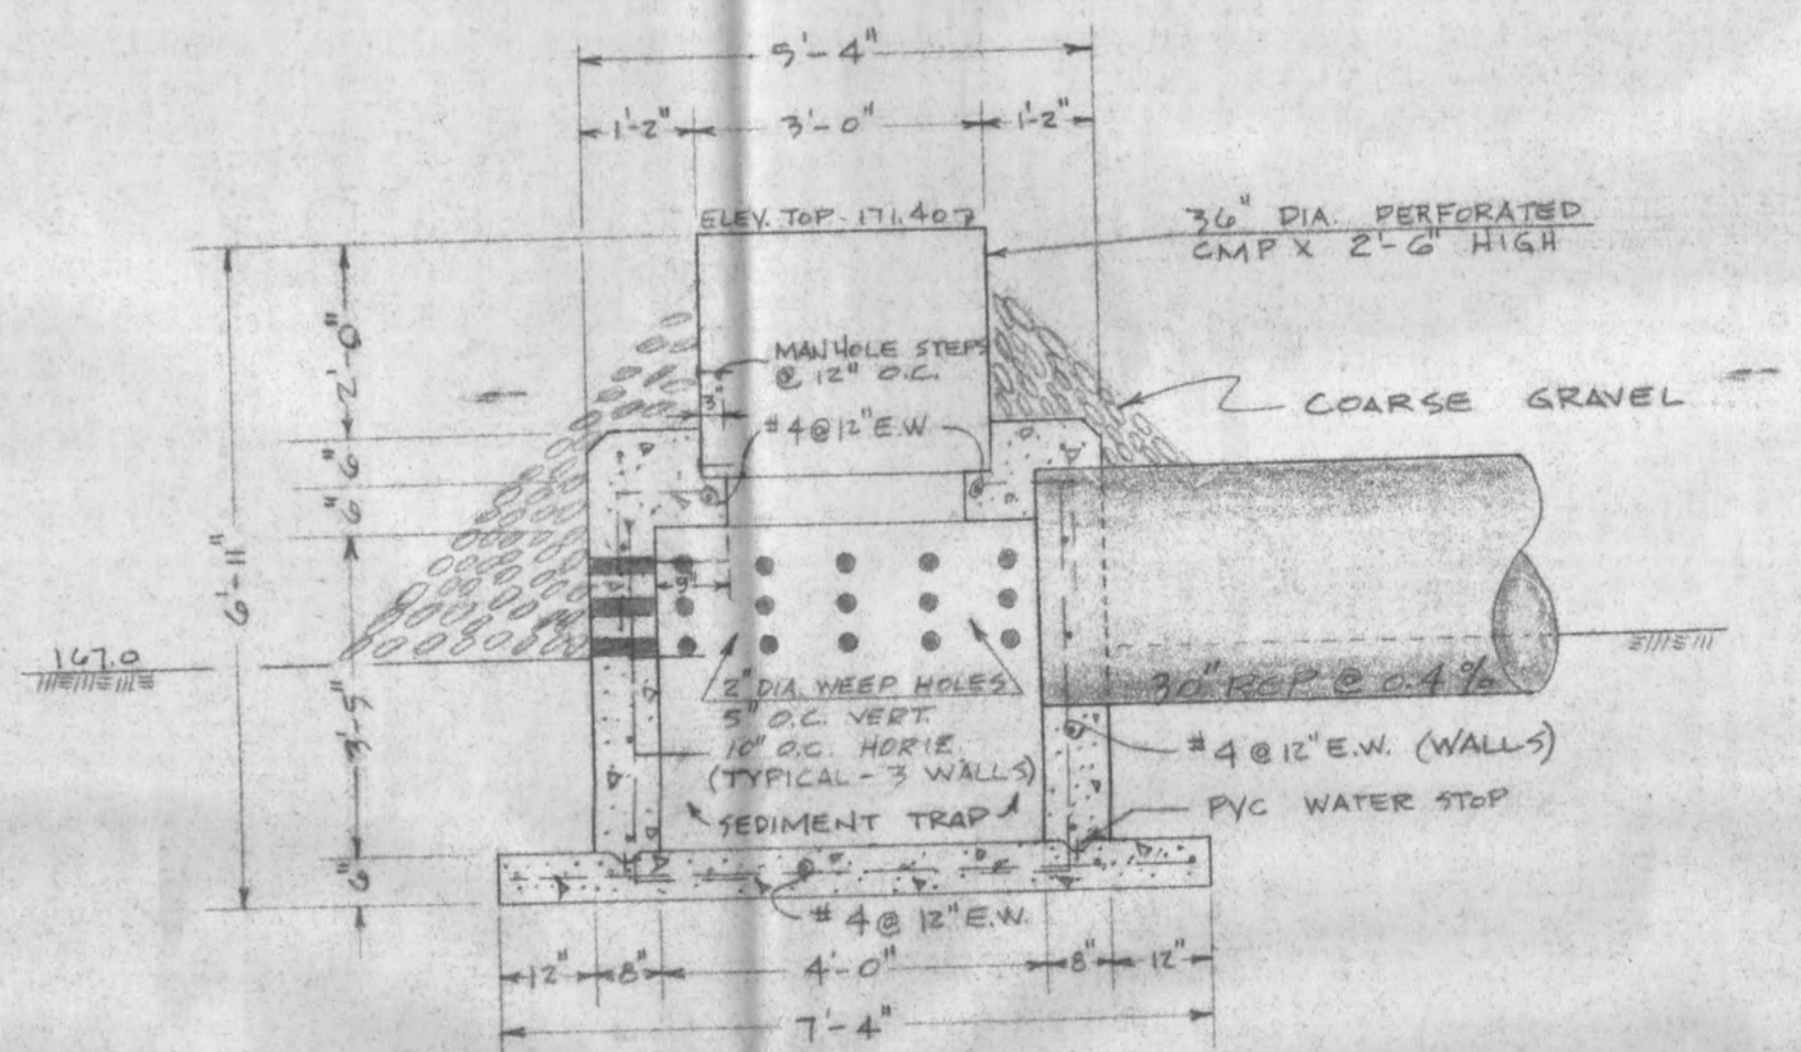 5'-4"
1'-2" 3'-0" 1'-2"
ELEV. TOP - 171.407
36" DIA. PERFORATED
CMP X 2'-6" HIGH
2'-0"
MANHOLE STEPS
@ 12" O.C.
3"
COARSE GRAVEL
# 4 @ 12" E.W.
6"
6"
6'-11"
9"
167.0
2" DIA. WEEP HOLES
5" O.C. VERT.
10" O.C. HORIZ.
(TYPICAL - 3 WALLS)
30" RCP @ 0.4 %
3'-5"
# 4 @ 12" E.W. (WALLS)
PVC WATER STOP
SEDIMENT TRAP
6"
# 4 @ 12" E.W.
12" 8" 4'-0" 8" 12"
7'-4"